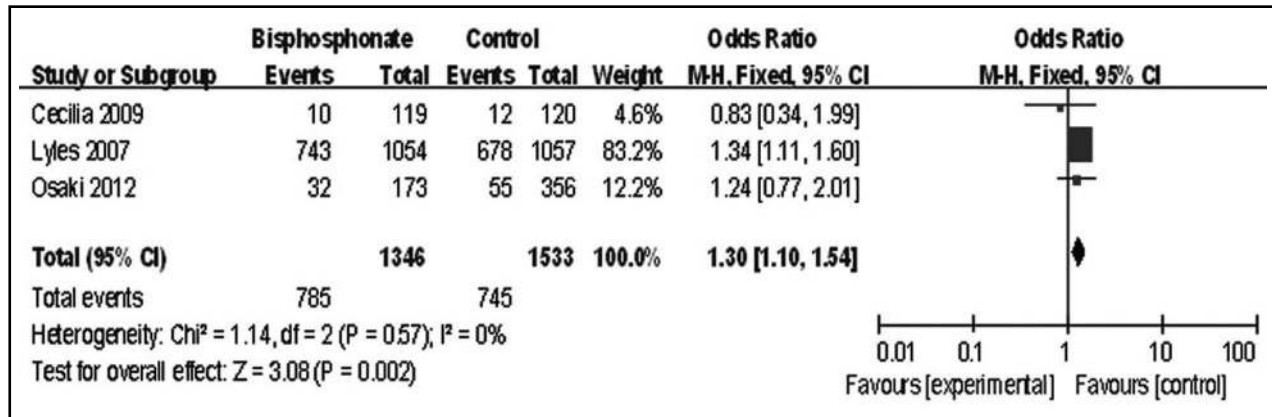 Bisphosphonate Control Odds Ratio Odds Ratio
Study or Subgroup Events Total Events Total Weight M-H, Fixed, 95% CI M-H, Fixed, 95% CI
Cecilia 2009 10 119 12 120 4.6% 0.83 [0.34, 1.99]
Lyles 2007 743 1054 678 1057 83.2% 1.34 [1.11, 1.60]
Osaki 2012 32 173 55 356 12.2% 1.24 [0.77, 2.01]
Total (95% CI) 1346 1533 100.0% 1.30 [1.10, 1.54]
Total events 785 745
Heterogeneity: Chi² = 1.14, df = 2 (P = 0.57); I² = 0%
Test for overall effect: Z = 3.08 (P = 0.002)
0.01 0.1 1 10 100
Favours [experimental] Favours [control]